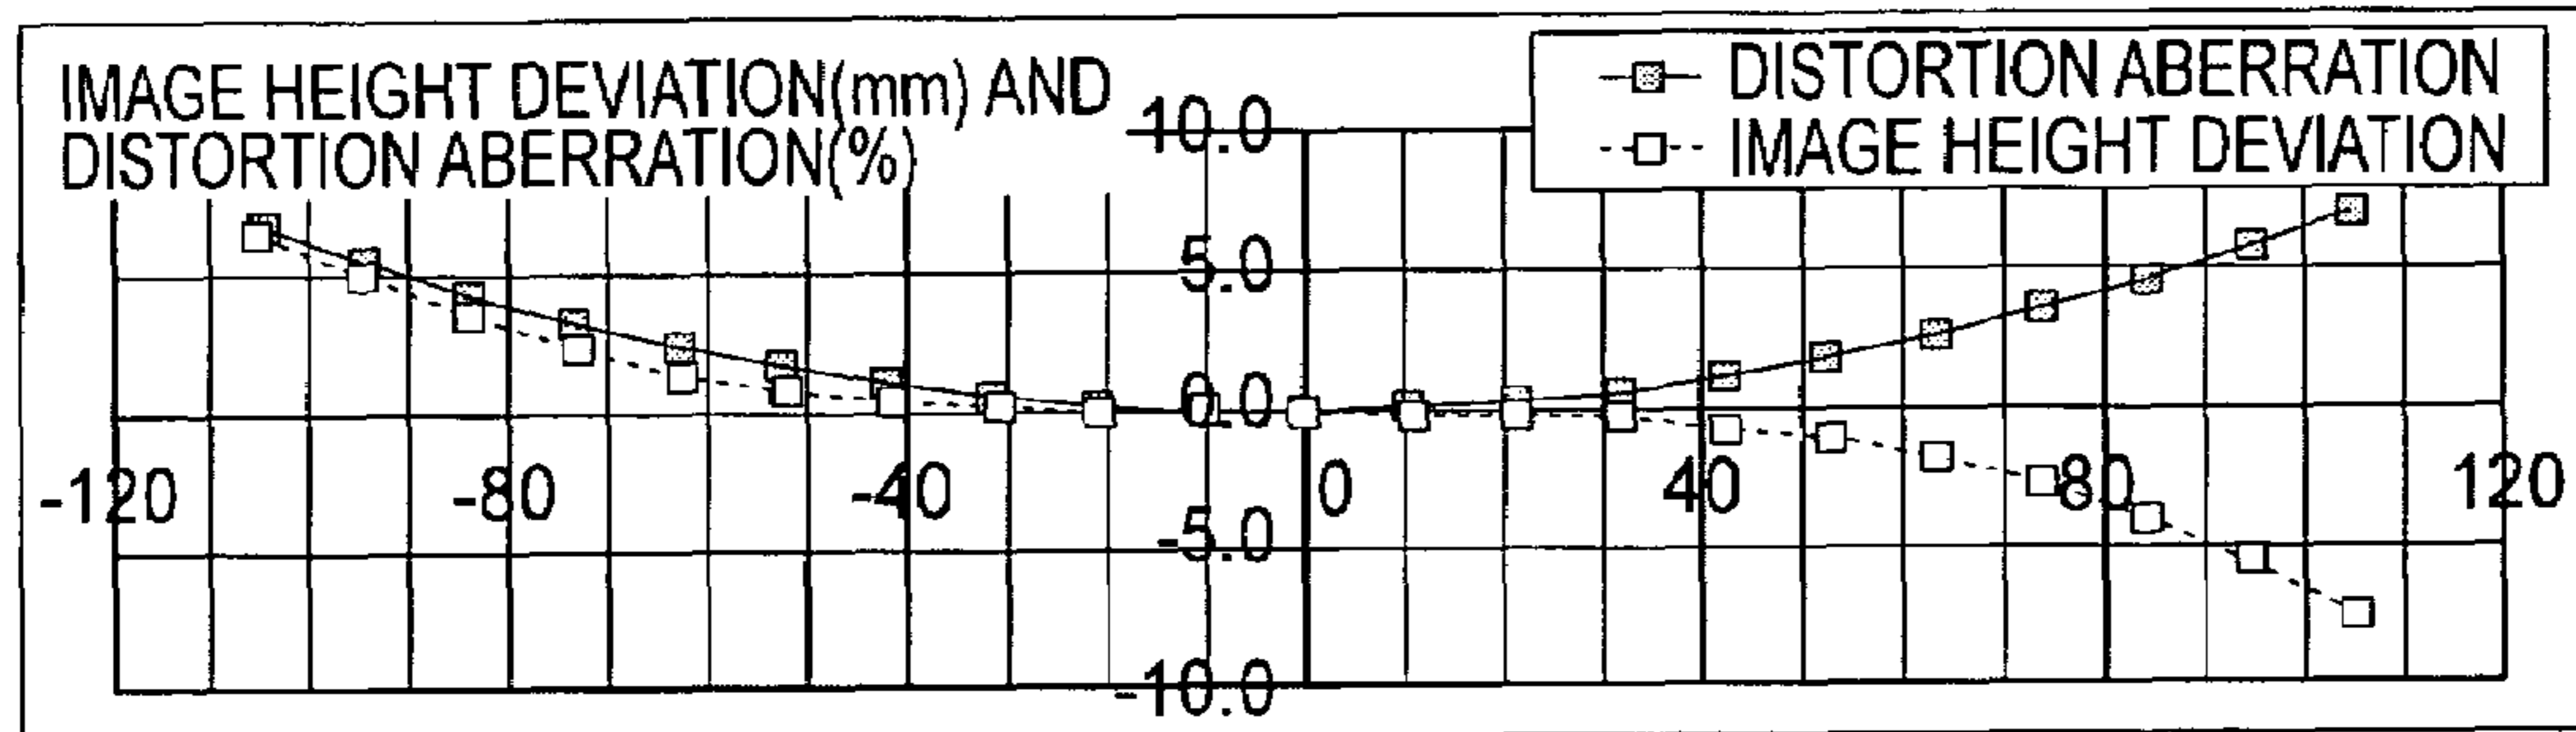 IMAGE HEIGHT DEVIATION(mm) AND
DISTORTION ABERRATION(%)
DISTORTION ABERRATION
IMAGE HEIGHT DEVIATION
10.0
5.0
0.0
-120 -80 -40 0 40 80 120
-5.0
-10.0